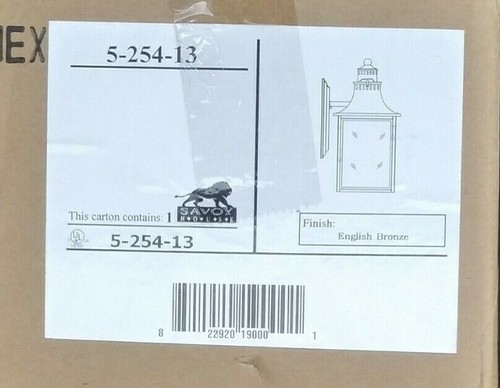 EX
5-254-13
This carton contains: 1
SAVOY
H·O·U·S·E
UL
5-254-13
Finish:
English Bronze
8 22920 19000 1